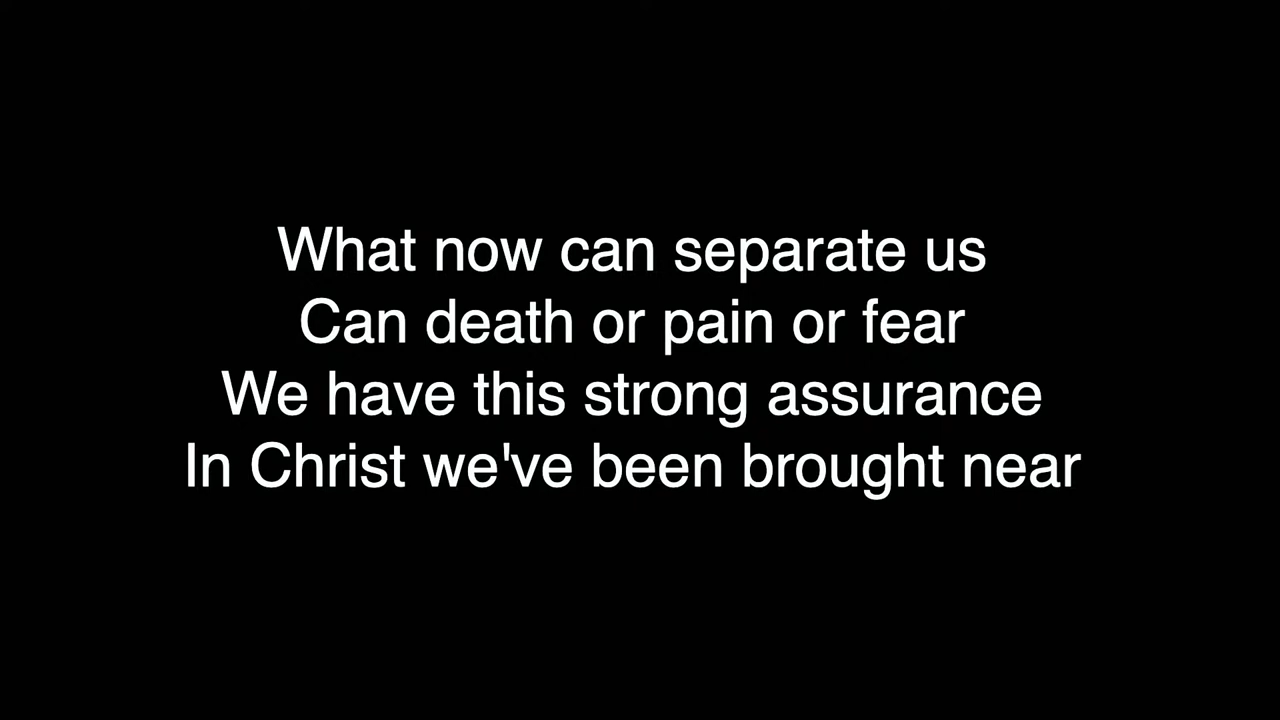 What now can separate us
Can death or pain or fear
We have this strong assurance
In Christ we've been brought near